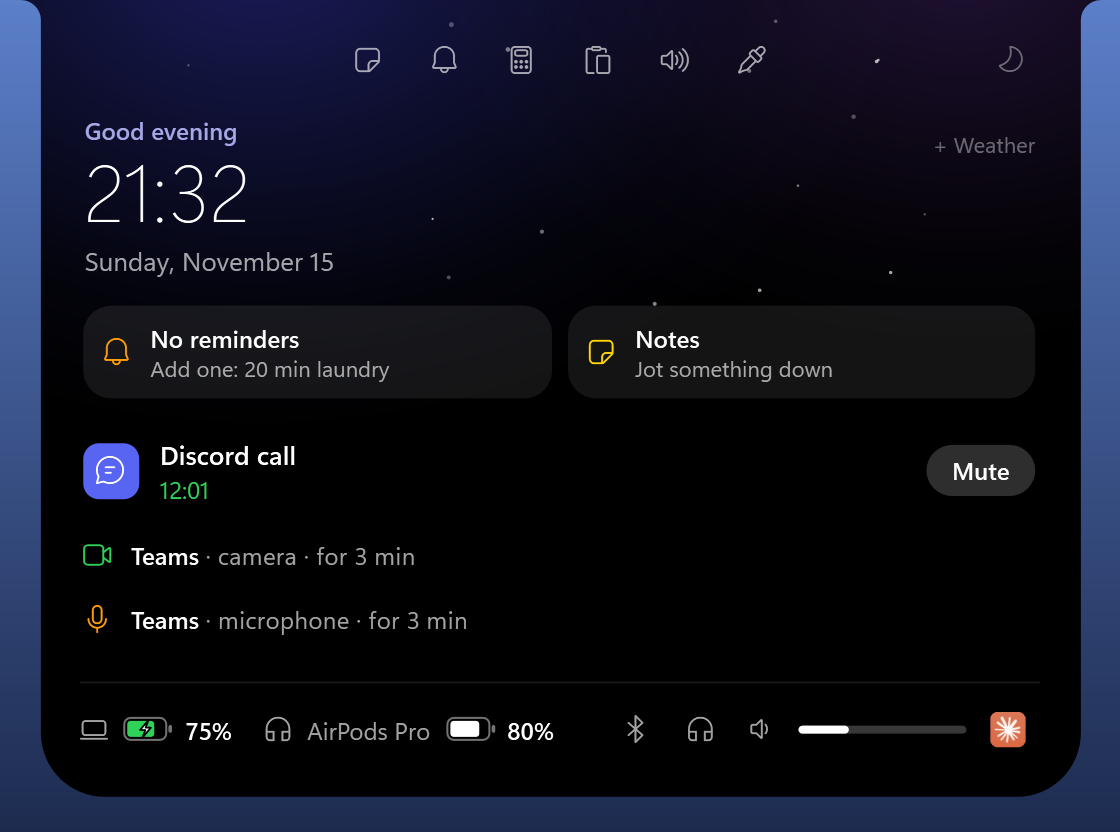 Good evening
+ Weather
21:32
Sunday, November 15
No reminders
Add one: 20 min laundry
Notes
Jot something down
Discord call
12:01
Mute
Teams · camera · for 3 min
Teams · microphone · for 3 min
75% AirPods Pro 80%